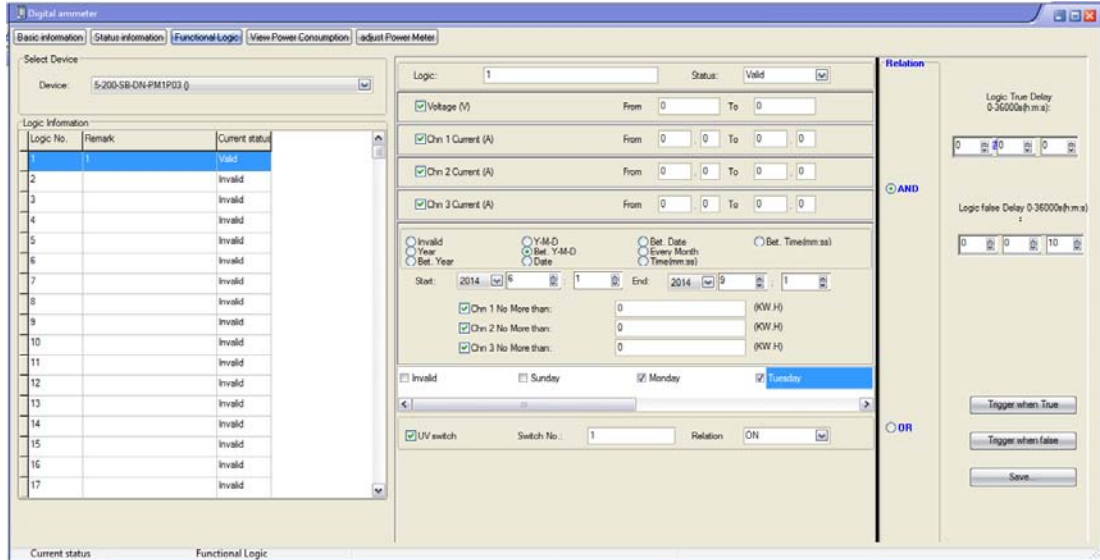 Digital ammeter
Basic information Status information Functional Logic View Power Consumption adjust Power Meter
Select Device
Device: 5-200-SB-DN-PM1P03 ()
Logic Information
Logic No. Remark Current status
1 1 Valid
2 Invalid
3 Invalid
4 Invalid
5 Invalid
6 Invalid
7 Invalid
8 Invalid
9 Invalid
10 Invalid
11 Invalid
12 Invalid
13 Invalid
14 Invalid
15 Invalid
16 Invalid
17 Invalid
Logic: 1 Status: Valid
Voltage (V) From 0 To 0
Chn 1 Current (A) From 0 . 0 To 0 . 0
Chn 2 Current (A) From 0 . 0 To 0 . 0
Chn 3 Current (A) From 0 . 0 To 0 . 0
Invalid Y-M-D Bet. Date Bet. Time(mm:ss)
Year Bet. Y-M-D Every Month
Bet. Year Date Time(mm:ss)
Start: 2014 6 : 1 End: 2014 9 : 1
Chn 1 No More than: 0 (KW.H)
Chn 2 No More than: 0 (KW.H)
Chn 3 No More than: 0 (KW.H)
Invalid Sunday Monday Tuesday
UV switch Switch No.: 1 Relation ON
Relation
AND
OR
Logic True Delay
0-36000s(h:m:s):
0 0 0
Logic false Delay 0-36000s(h:m:s)
:
0 0 10 0
Trigger when True
Trigger when false
Save...
Current status Functional Logic